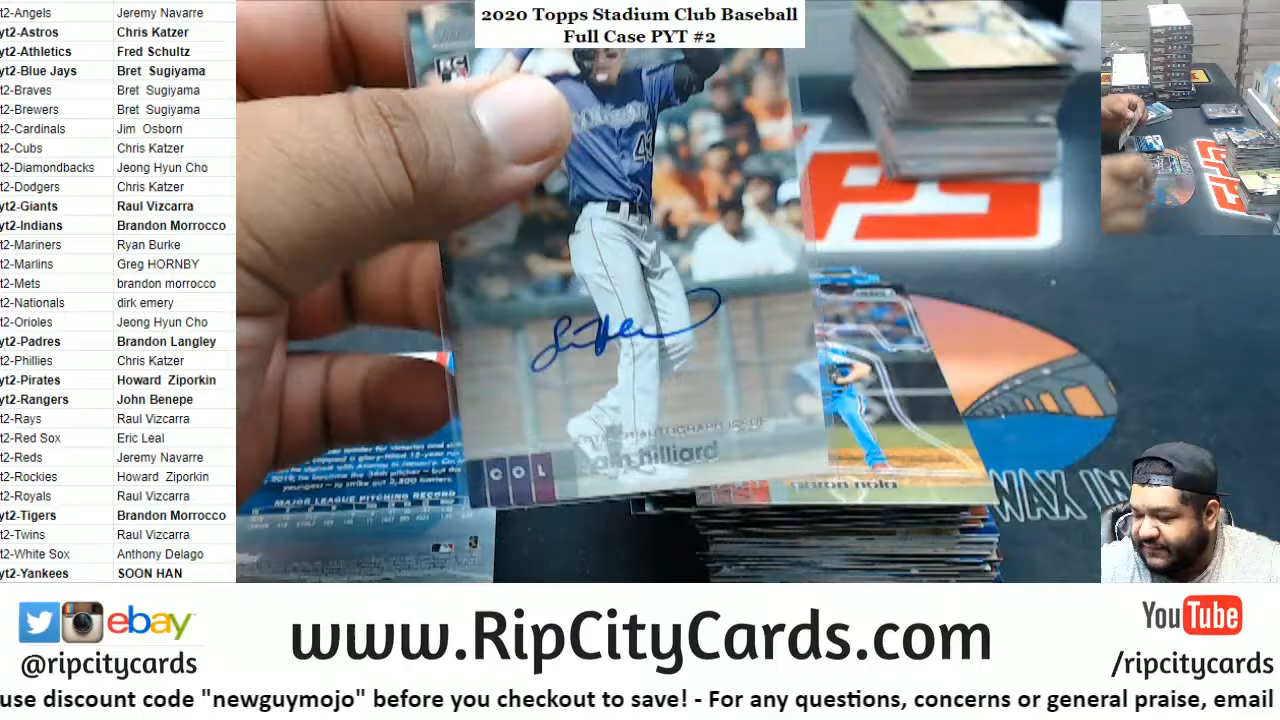 2020 Topps Stadium Club Baseball
Full Case PYT #2
t2-Angels Jeremy Navarre
yt2-Astros Chris Katzer
yt2-Athletics Fred Schultz
yt2-Blue Jays Bret Sugiyama
t2-Braves Bret Sugiyama
t2-Brewers Bret Sugiyama
t2-Cardinals Jim Osborn
t2-Cubs Chris Katzer
t2-Diamondbacks Jeong Hyun Cho
t2-Dodgers Chris Katzer
yt2-Giants Raul Vizcarra
yt2-Indians Brandon Morrocco
t2-Mariners Ryan Burke
t2-Marlins Greg HORNBY
t2-Mets brandon morrocco
t2-Nationals dirk emery
t2-Orioles Jeong Hyun Cho
yt2-Padres Brandon Langley
t2-Phillies Chris Katzer
yt2-Pirates Howard Ziporkin
yt2-Rangers John Benepe
t2-Rays Raul Vizcarra
t2-Red Sox Eric Leal
t2-Reds Jeremy Navarre
t2-Rockies Howard Ziporkin
t2-Royals Raul Vizcarra
yt2-Tigers Brandon Morrocco
t2-Twins Raul Vizcarra
t2-White Sox Anthony Delago
yt2-Yankees SOON HAN
RC
AUTOGRAPH ISSUE
hilliard
COL
aaron nola
MAJOR LEAGUE PITCHING RECORD
WAX IN
ebay
@ripcitycards
www.RipCityCards.com
YouTube
/ripcitycards
use discount code "newguymojo" before you checkout to save! - For any questions, concerns or general praise, email